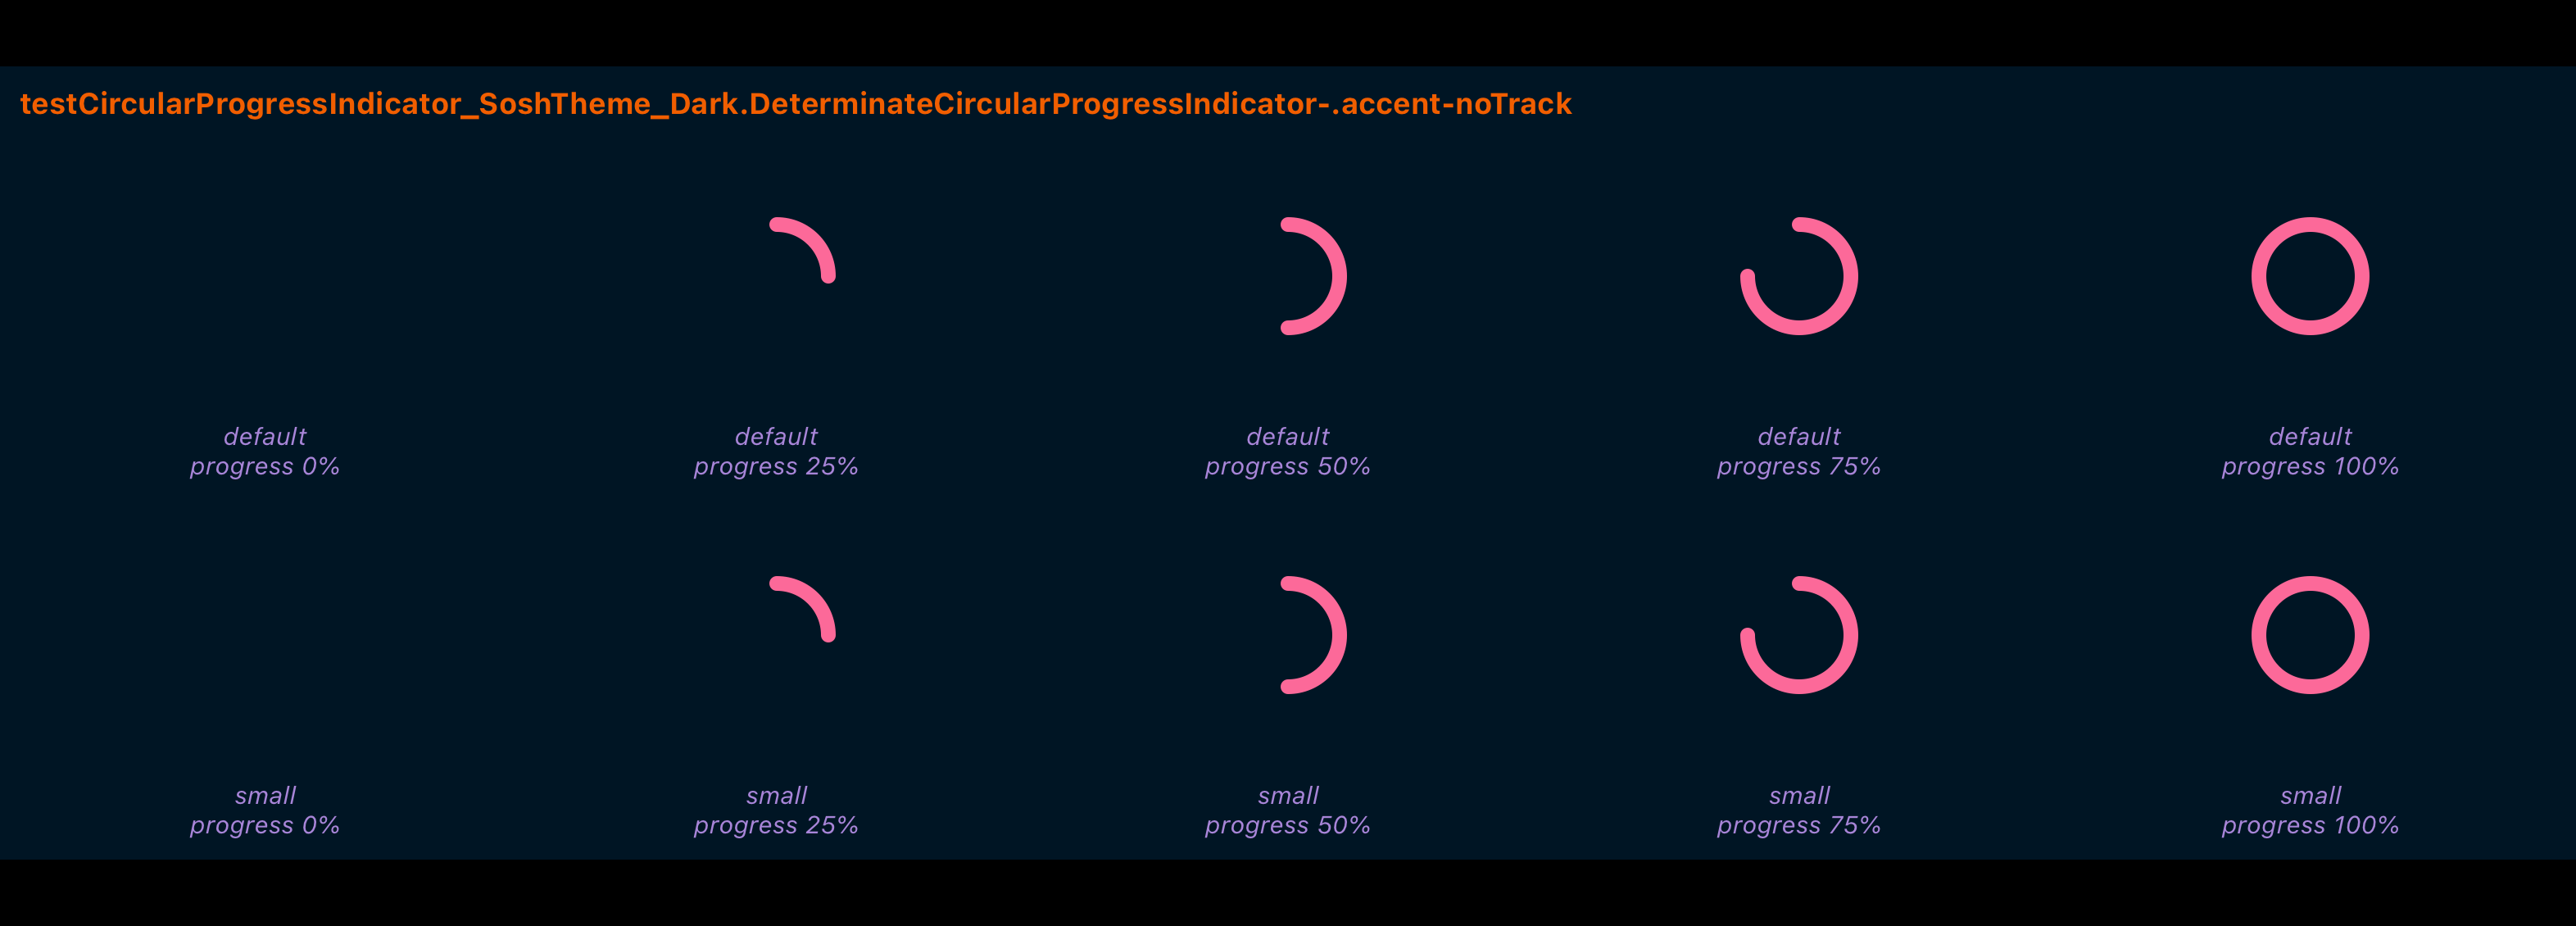 testCircularProgressIndicator_SoshTheme_Dark.DeterminateCircularProgressIndicator-.accent-noTrack
default
progress 0%
default
progress 25%
default
progress 50%
default
progress 75%
default
progress 100%
small
progress 0%
small
progress 25%
small
progress 50%
small
progress 75%
small
progress 100%